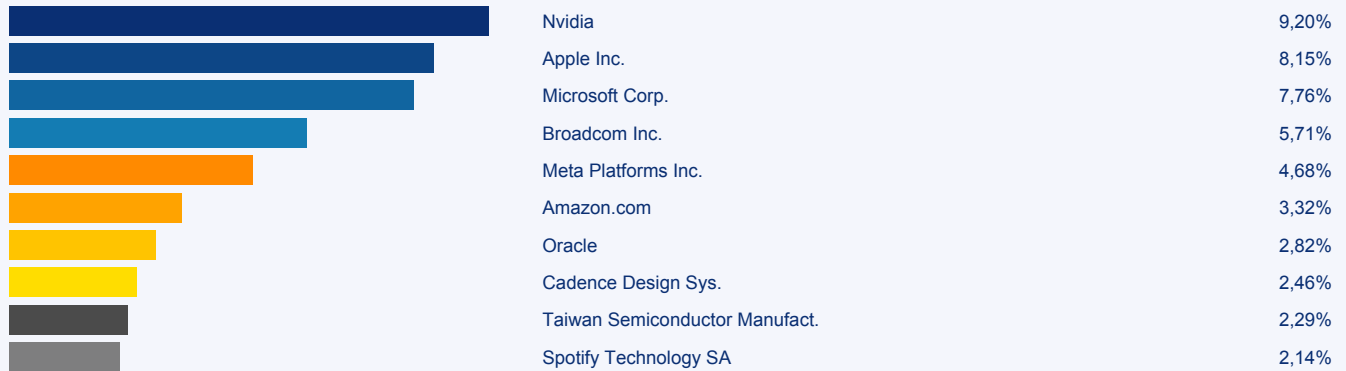 Nvidia 9,20%
Apple Inc. 8,15%
Microsoft Corp. 7,76%
Broadcom Inc. 5,71%
Meta Platforms Inc. 4,68%
Amazon.com 3,32%
Oracle 2,82%
Cadence Design Sys. 2,46%
Taiwan Semiconductor Manufact. 2,29%
Spotify Technology SA 2,14%